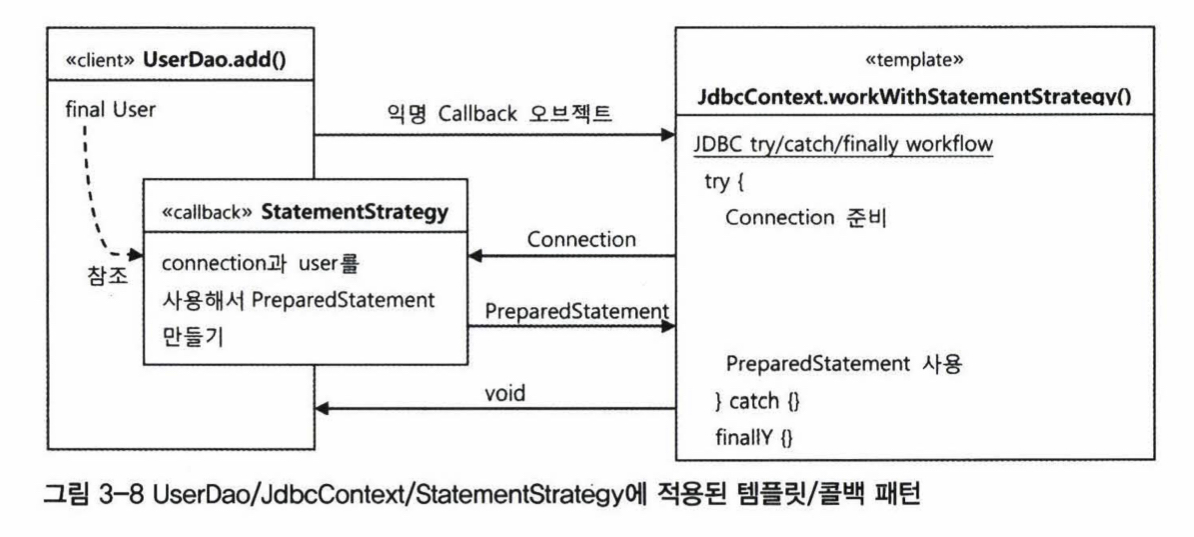 «client» UserDao.add()
final User
참조
«callback» StatementStrategy
connection과 user를
사용해서 PreparedStatement
만들기
익명 Callback 오브젝트
Connection
PreparedStatement
void
«template»
JdbcContext.workWithStatementStrategy()
JDBC try/catch/finally workflow
try {
Connection 준비
PreparedStatement 사용
} catch {}
finallY {}
그림 3-8 UserDao/JdbcContext/StatementStrategy에 적용된 템플릿/콜백 패턴